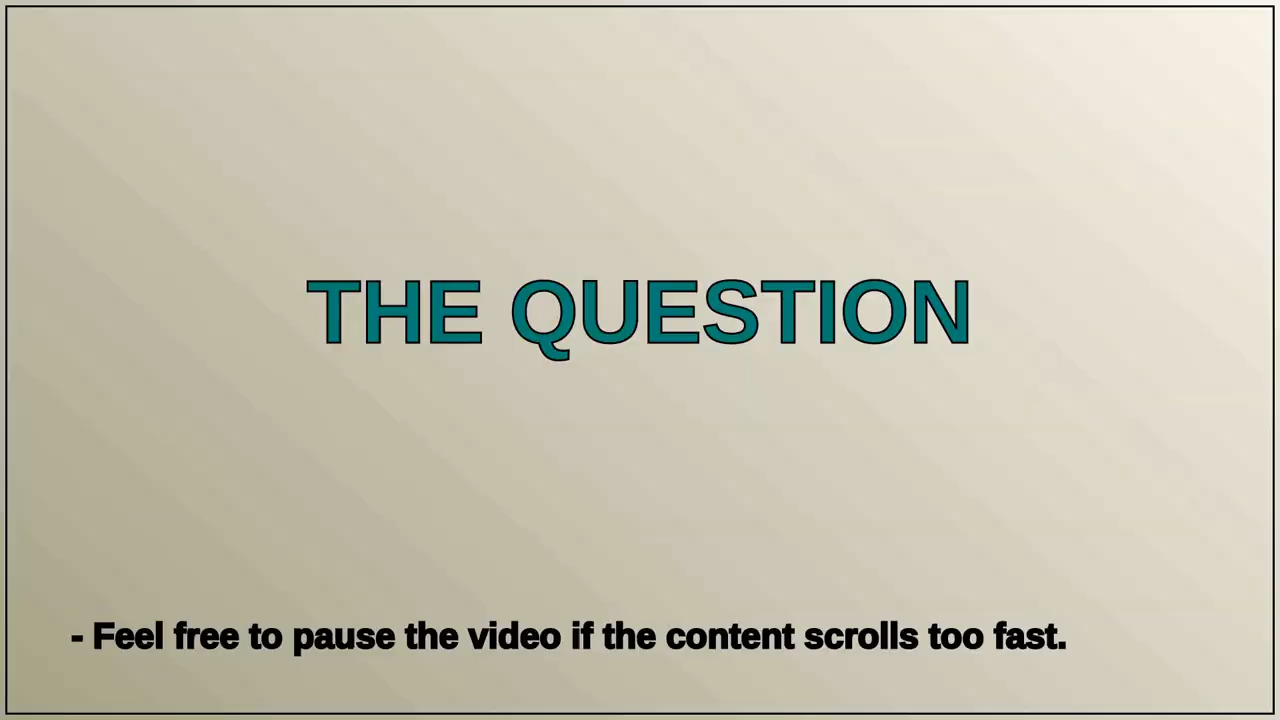 THE QUESTION
- Feel free to pause the video if the content scrolls too fast.